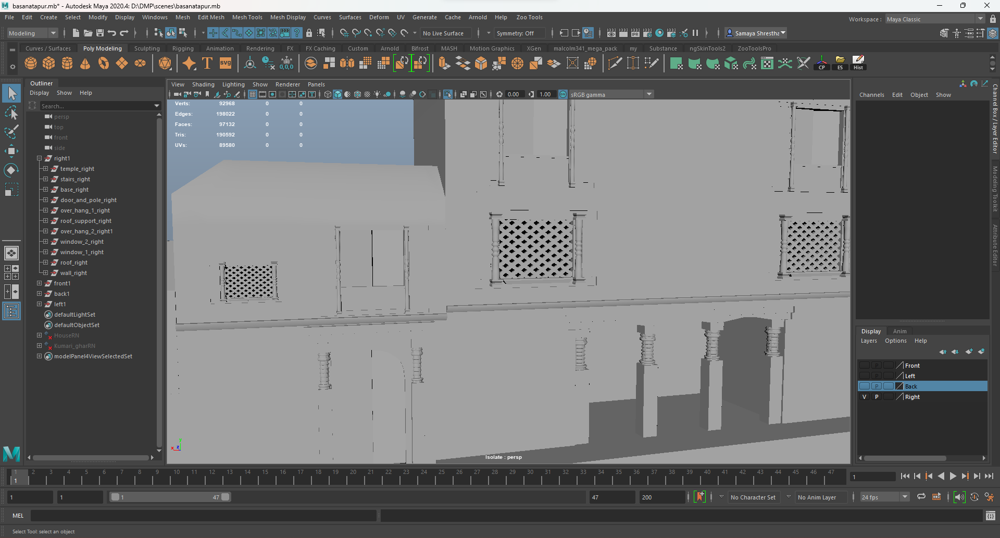 basanatapur.mb* - Autodesk Maya 2020.4: D:\DMP\scenes\basanatapur.mb
File Edit Create Select Modify Display Windows Mesh Edit Mesh Mesh Tools Mesh Display Curves Surfaces Deform UV Generate Cache Arnold Help Zoo Tools
Workspace : Maya Classic
Modeling No Live Surface Symmetry: Off Samaya Shrestha
Curves / Surfaces Poly Modeling Sculpting Rigging Animation Rendering FX FX Caching Custom Arnold Bifrost MASH Motion Graphics XGen malcolm341_mega_pack my Substance ngSkinTools2 ZooToolsPro
T svg 0,0,0 IPR CP ES Hist
Outliner
Display Show Help
Search...
persp
top
front
side
right1
temple_right
stairs_right
base_right
door_and_pole_right
over_hang_1_right
roof_support_right
over_hang_2_right1
window_2_right
window_1_right
roof_right
wall_right
front1
back1
left1
defaultLightSet
defaultObjectSet
HouseRN
Kumari_gharRN
modelPanel4ViewSelectedSet
View Shading Lighting Show Renderer Panels
0.00 1.00 ON sRGB gamma
Verts: 92968 0 0
Edges: 198022 0 0
Faces: 97132 0 0
Tris: 190592 0 0
UVs: 89580 0 0
y
x z
Isolate : persp
Channels Edit Object Show
Channel Box / Layer Editor
Modeling Toolkit
Attribute Editor
Display Anim
Layers Options Help
P Front
P Left
P Back
V P Right
1 2 3 4 5 6 7 8 9 10 11 12 13 14 15 16 17 18 19 20 21 22 23 24 25 26 27 28 29 30 31 32 33 34 35 36 37 38 39 40 41 42 43 44 45 46 47
1 1
1 1 1 47 47 200 No Character Set No Anim Layer 24 fps
MEL
Select Tool: select an object